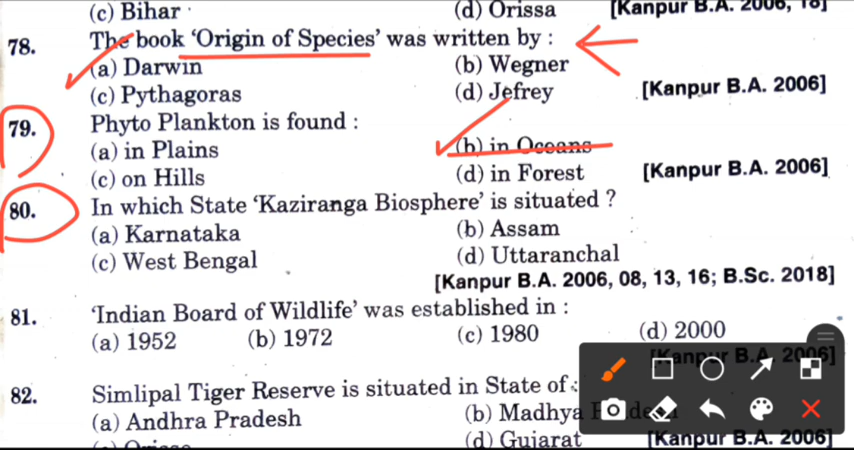 (c) Bihar (d) Orissa [Kanpur B.A. 2006, 18]
78. The book ‘Origin of Species’ was written by :
(a) Darwin (b) Wegner
(c) Pythagoras (d) Jefrey [Kanpur B.A. 2006]
79. Phyto Plankton is found :
(a) in Plains (b) in Oceans
(c) on Hills (d) in Forest [Kanpur B.A. 2006]
80. In which State ‘Kaziranga Biosphere’ is situated ?
(a) Karnataka (b) Assam
(c) West Bengal (d) Uttaranchal
[Kanpur B.A. 2006, 08, 13, 16; B.Sc. 2018]
81. ‘Indian Board of Wildlife’ was established in :
(a) 1952 (b) 1972 (c) 1980 (d) 2000
[Kanpur B.A. 2006]
82. Simlipal Tiger Reserve is situated in State of :
(a) Andhra Pradesh (b) Madhya
(d) Gujarat [Kanpur B.A. 2006]